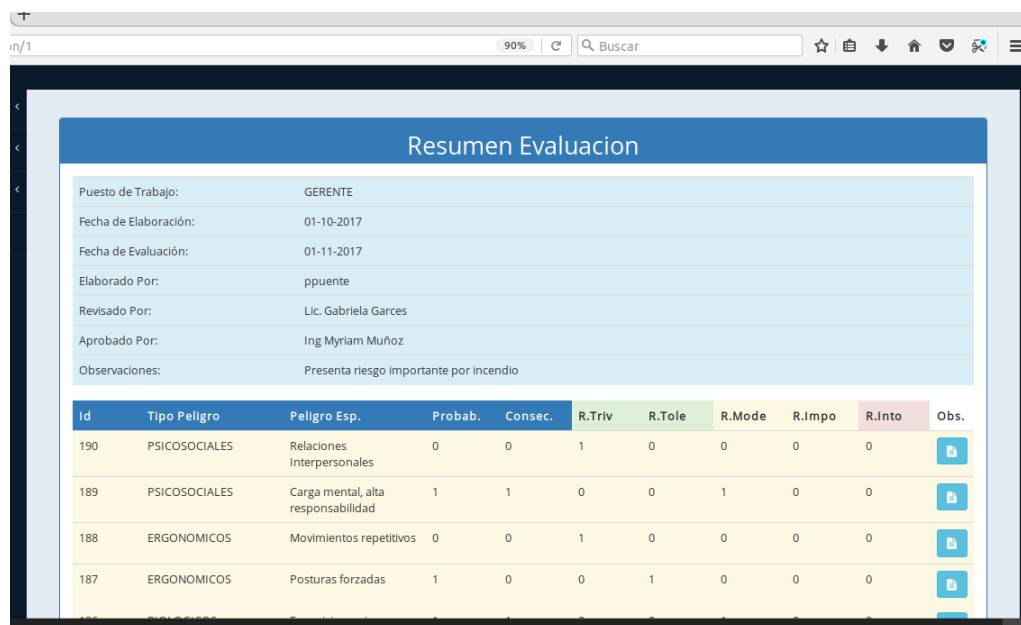 on/1
90%
Buscar
Resumen Evaluacion
Puesto de Trabajo: GERENTE
Fecha de Elaboración: 01-10-2017
Fecha de Evaluación: 01-11-2017
Elaborado Por: ppuente
Revisado Por: Lic. Gabriela Garces
Aprobado Por: Ing Myriam Muñoz
Observaciones: Presenta riesgo importante por incendio
Id Tipo Peligro Peligro Esp. Probab. Consec. R.Triv R.Tole R.Mode R.Impo R.Into Obs.
190 PSICOSOCIALES Relaciones Interpersonales 0 0 1 0 0 0 0
189 PSICOSOCIALES Carga mental, alta responsabilidad 1 1 0 0 1 0 0
188 ERGONOMICOS Movimientos repetitivos 0 0 1 0 0 0 0
187 ERGONOMICOS Posturas forzadas 1 0 0 1 0 0 0